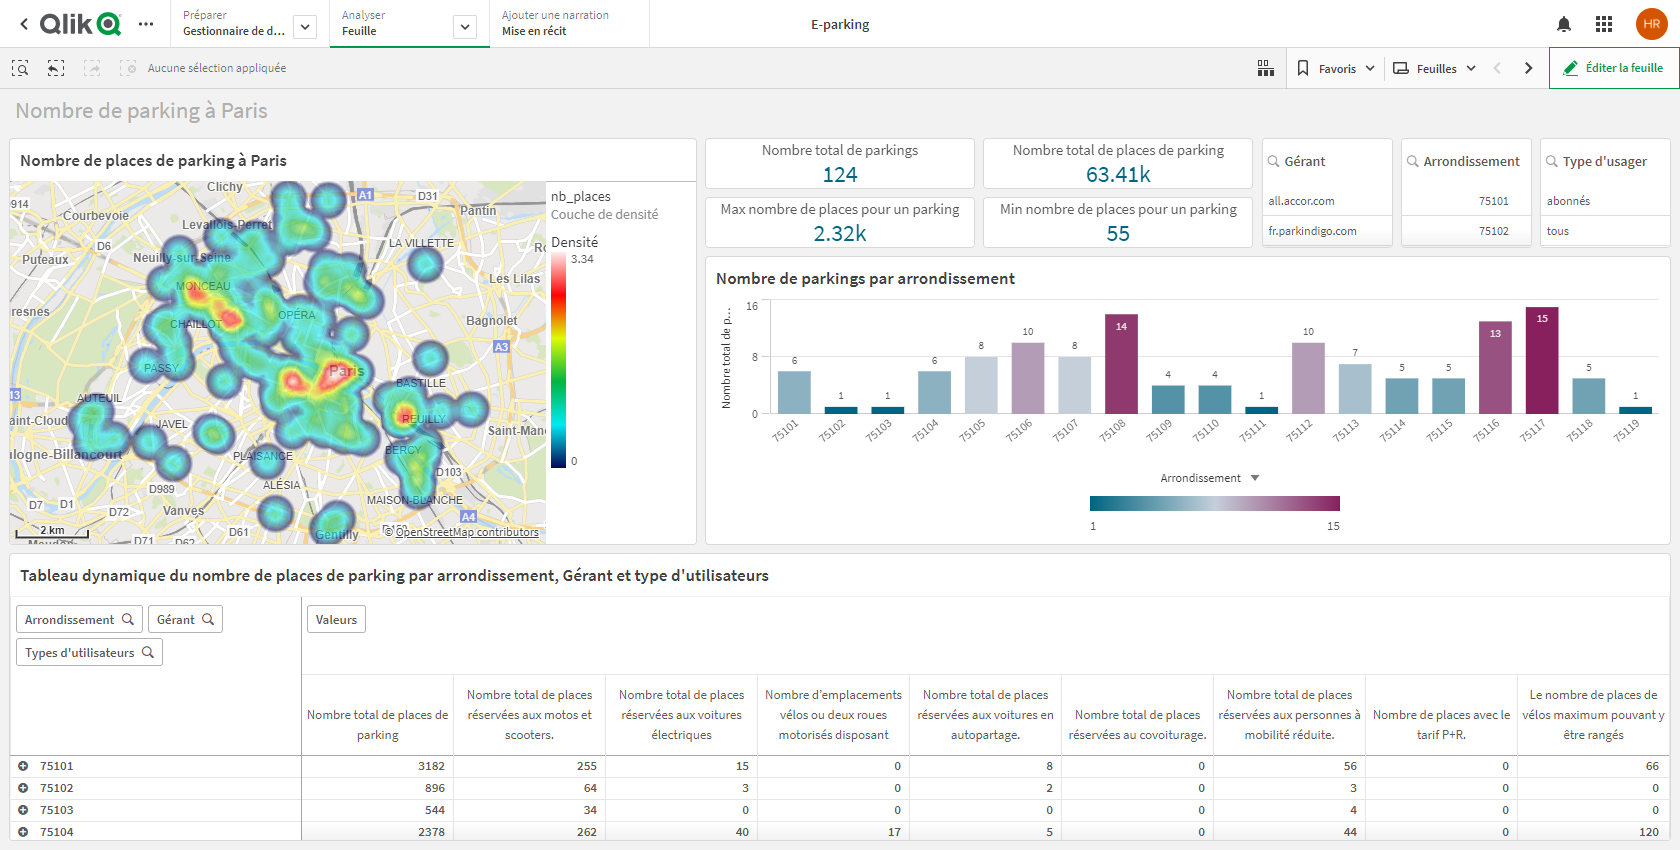 Qlik
Préparer
Gestionnaire de d...
Analyser
Feuille
Ajouter une narration
Mise en récit
E-parking
HR
Aucune sélection appliquée
Favoris
Feuilles
Éditer la feuille
Nombre de parking à Paris
Nombre de places de parking à Paris
Clichy
A1
D31
Pantin
914
Courbevoie
Levallois-Perret
D6
LA VILLETTE
Puteaux
Neuilly-sur-Seine
Les Lilas
MONCEAU
resnes
CHAILLOT
OPÉRA
Bagnolet
A3
PASSY
Paris
BASTILLE
13
AUTEUIL
aint-Cloud
JAVEL
REUILLY
Saint-Man
logne-Billancourt
PLAISANCE
BERCY
D103
D989
ALÉSIA
MAISON-BLANCHE
D7
D1
D72
Vanves
A4
2 km
D61
Gentilly
D71
D62
© OpenStreetMap contributors
nb_places
Couche de densité
Densité
3.34
0
Nombre total de parkings
124
Nombre total de places de parking
63.41k
Max nombre de places pour un parking
2.32k
Min nombre de places pour un parking
55
Gérant
all.accor.com
fr.parkindigo.com
Arrondissement
75101
75102
Type d'usager
abonnés
tous
Nombre de parkings par arrondissement
Nombre total de p...
16
8
0
6 1 1 6 8 10 8 14 4 4 1 10 7 5 5 13 15 5 1
75101 75102 75103 75104 75105 75106 75107 75108 75109 75110 75111 75112 75113 75114 75115 75116 75117 75118 75119
Arrondissement
1 15
Tableau dynamique du nombre de places de parking par arrondissement, Gérant et type d'utilisateurs
Arrondissement
Gérant
Types d'utilisateurs
Valeurs
Nombre total de places de
parking
Nombre total de places
réservées aux motos et
scooters.
Nombre total de places
réservées aux voitures
électriques
Nombre d’emplacements
vélos ou deux roues
motorisés disposant
Nombre total de places
réservées aux voitures en
autopartage.
Nombre total de places
réservées au covoiturage.
Nombre total de places
réservées aux personnes à
mobilité réduite.
Nombre de places avec le
tarif P+R.
Le nombre de places de
vélos maximum pouvant y
être rangés
75101 3182 255 15 0 8 0 56 0 66
75102 896 64 3 0 2 0 3 0 0
75103 544 34 0 0 0 0 4 0 0
75104 2378 262 40 17 5 0 44 0 120